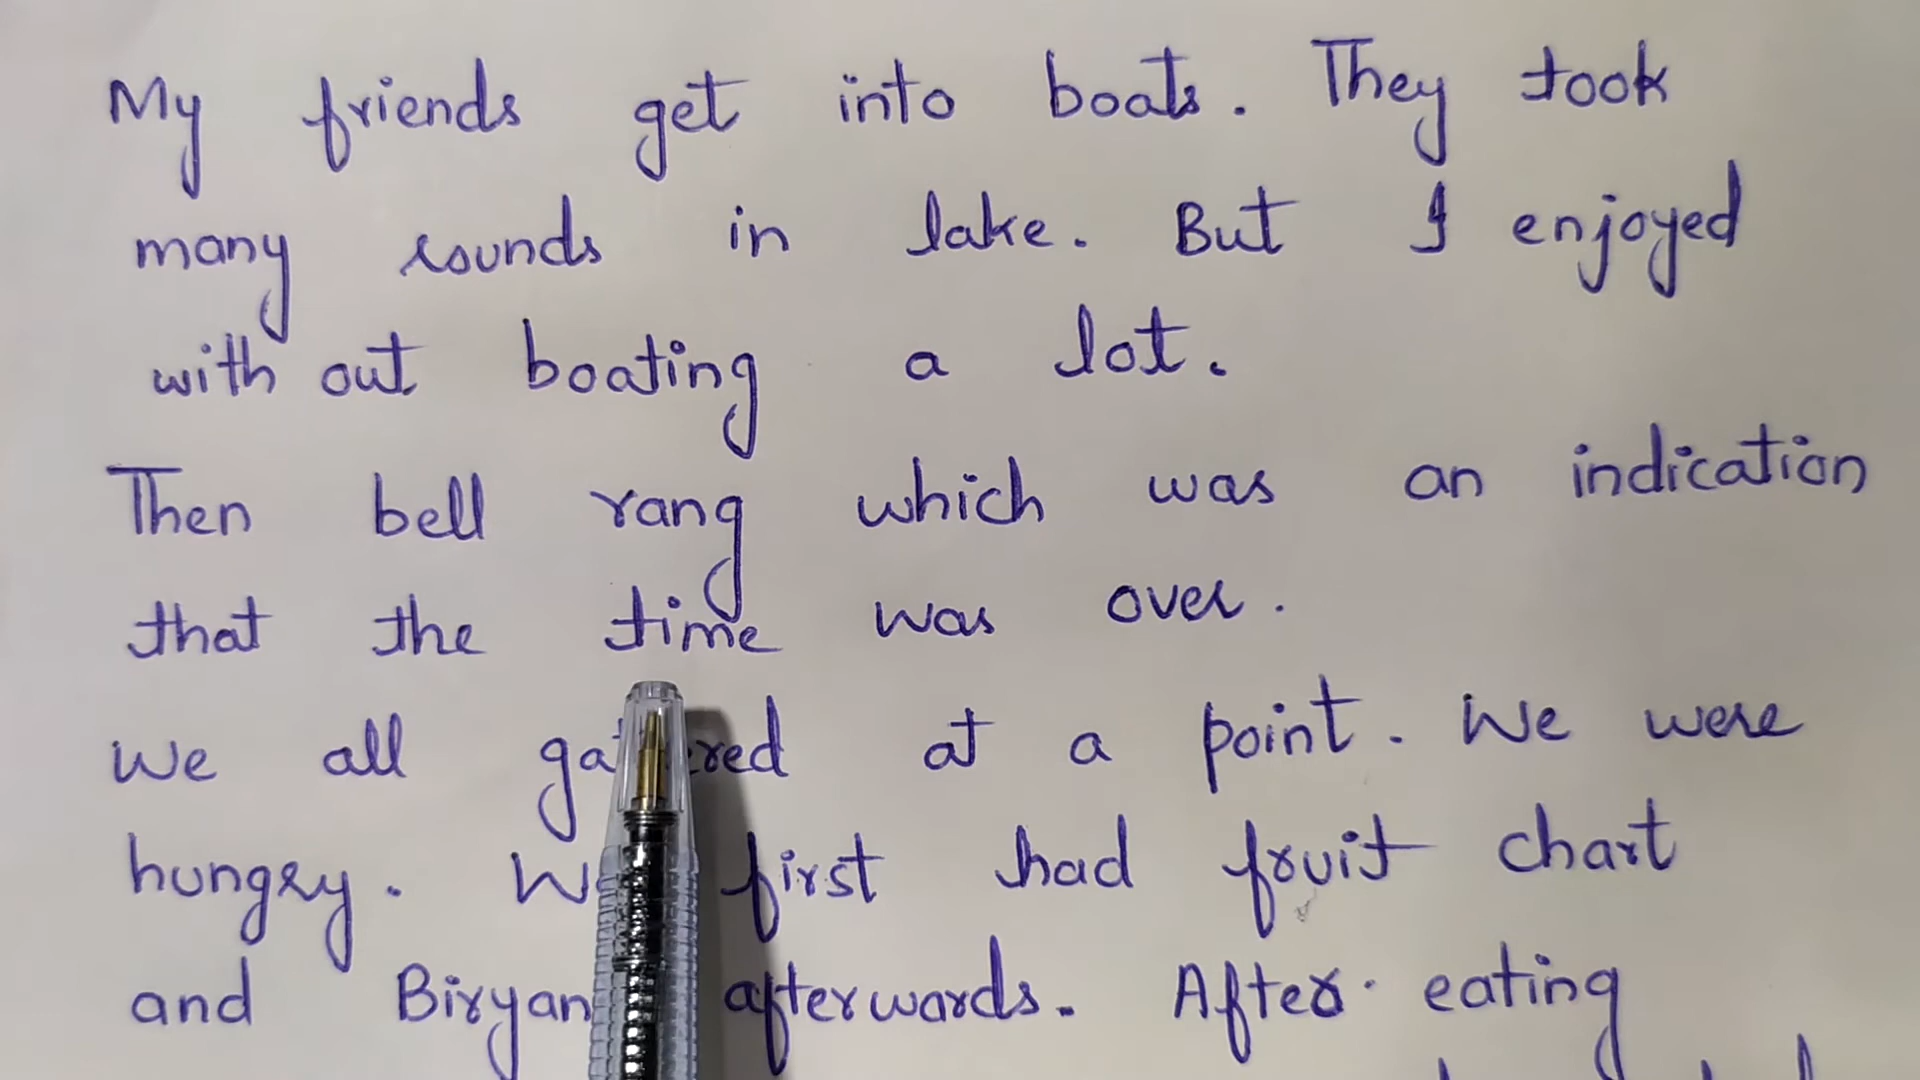 My friends get into boats. They took
many rounds in lake. But I enjoyed
with out boating a lot.
Then bell rang which was an indication
that the time was over.
We all gathered at a point. We were
hungry. We first had fruit chart
and Biryani afterwards. After eating